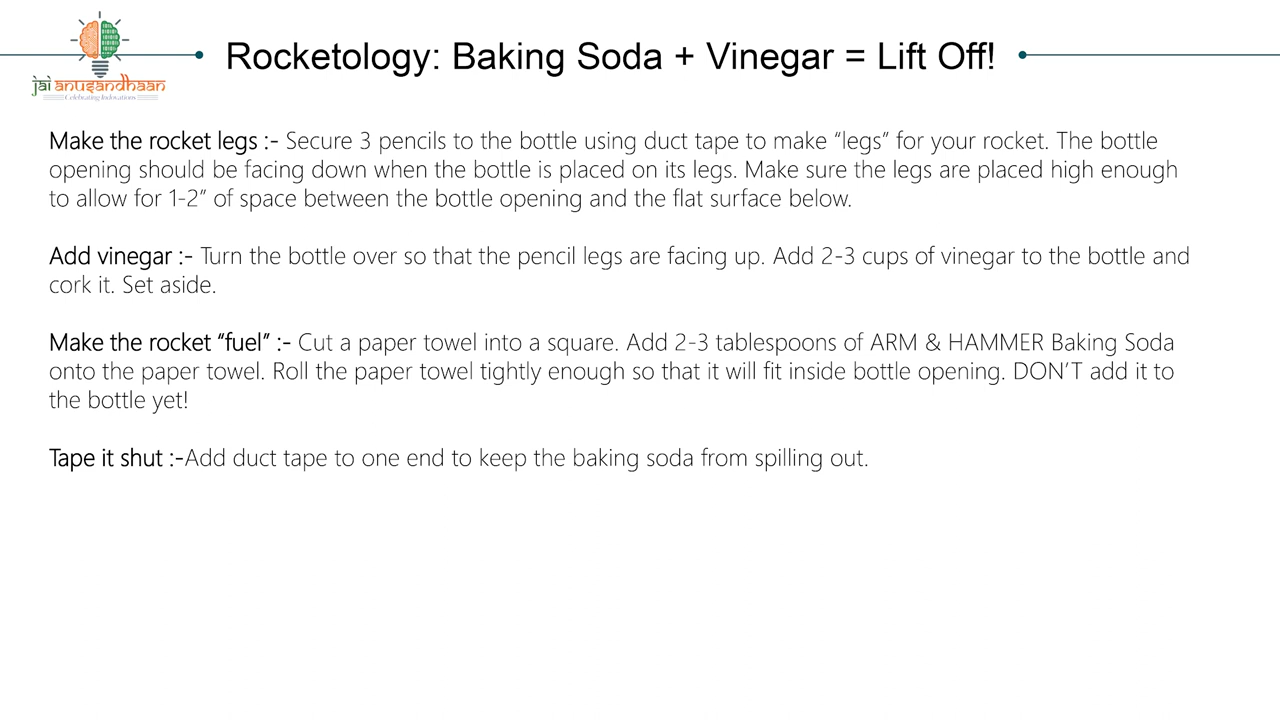 Rocketology: Baking Soda + Vinegar = Lift Off!
jai anusandhaan
Celebrating Indovations
Make the rocket legs :- Secure 3 pencils to the bottle using duct tape to make “legs” for your rocket. The bottle
opening should be facing down when the bottle is placed on its legs. Make sure the legs are placed high enough
to allow for 1-2” of space between the bottle opening and the flat surface below.
Add vinegar :- Turn the bottle over so that the pencil legs are facing up. Add 2-3 cups of vinegar to the bottle and
cork it. Set aside.
Make the rocket “fuel” :- Cut a paper towel into a square. Add 2-3 tablespoons of ARM & HAMMER Baking Soda
onto the paper towel. Roll the paper towel tightly enough so that it will fit inside bottle opening. DON’T add it to
the bottle yet!
Tape it shut :-Add duct tape to one end to keep the baking soda from spilling out.